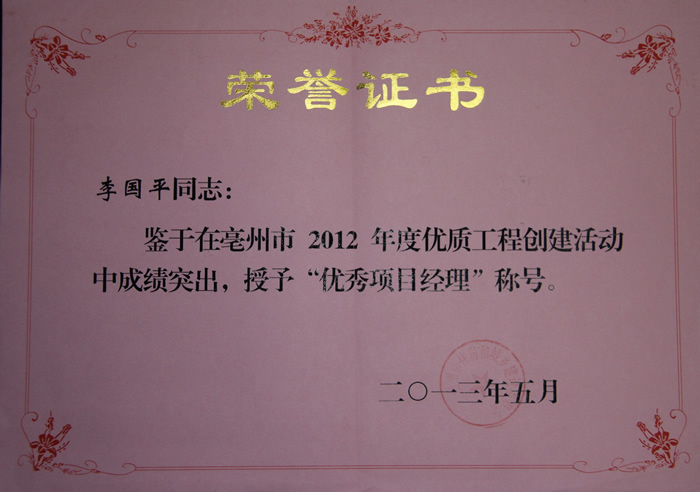 荣誉证书
李国平同志：
鉴于在亳州市 2012 年度优质工程创建活动
中成绩突出，授予“优秀项目经理”称号。
二〇一三年五月